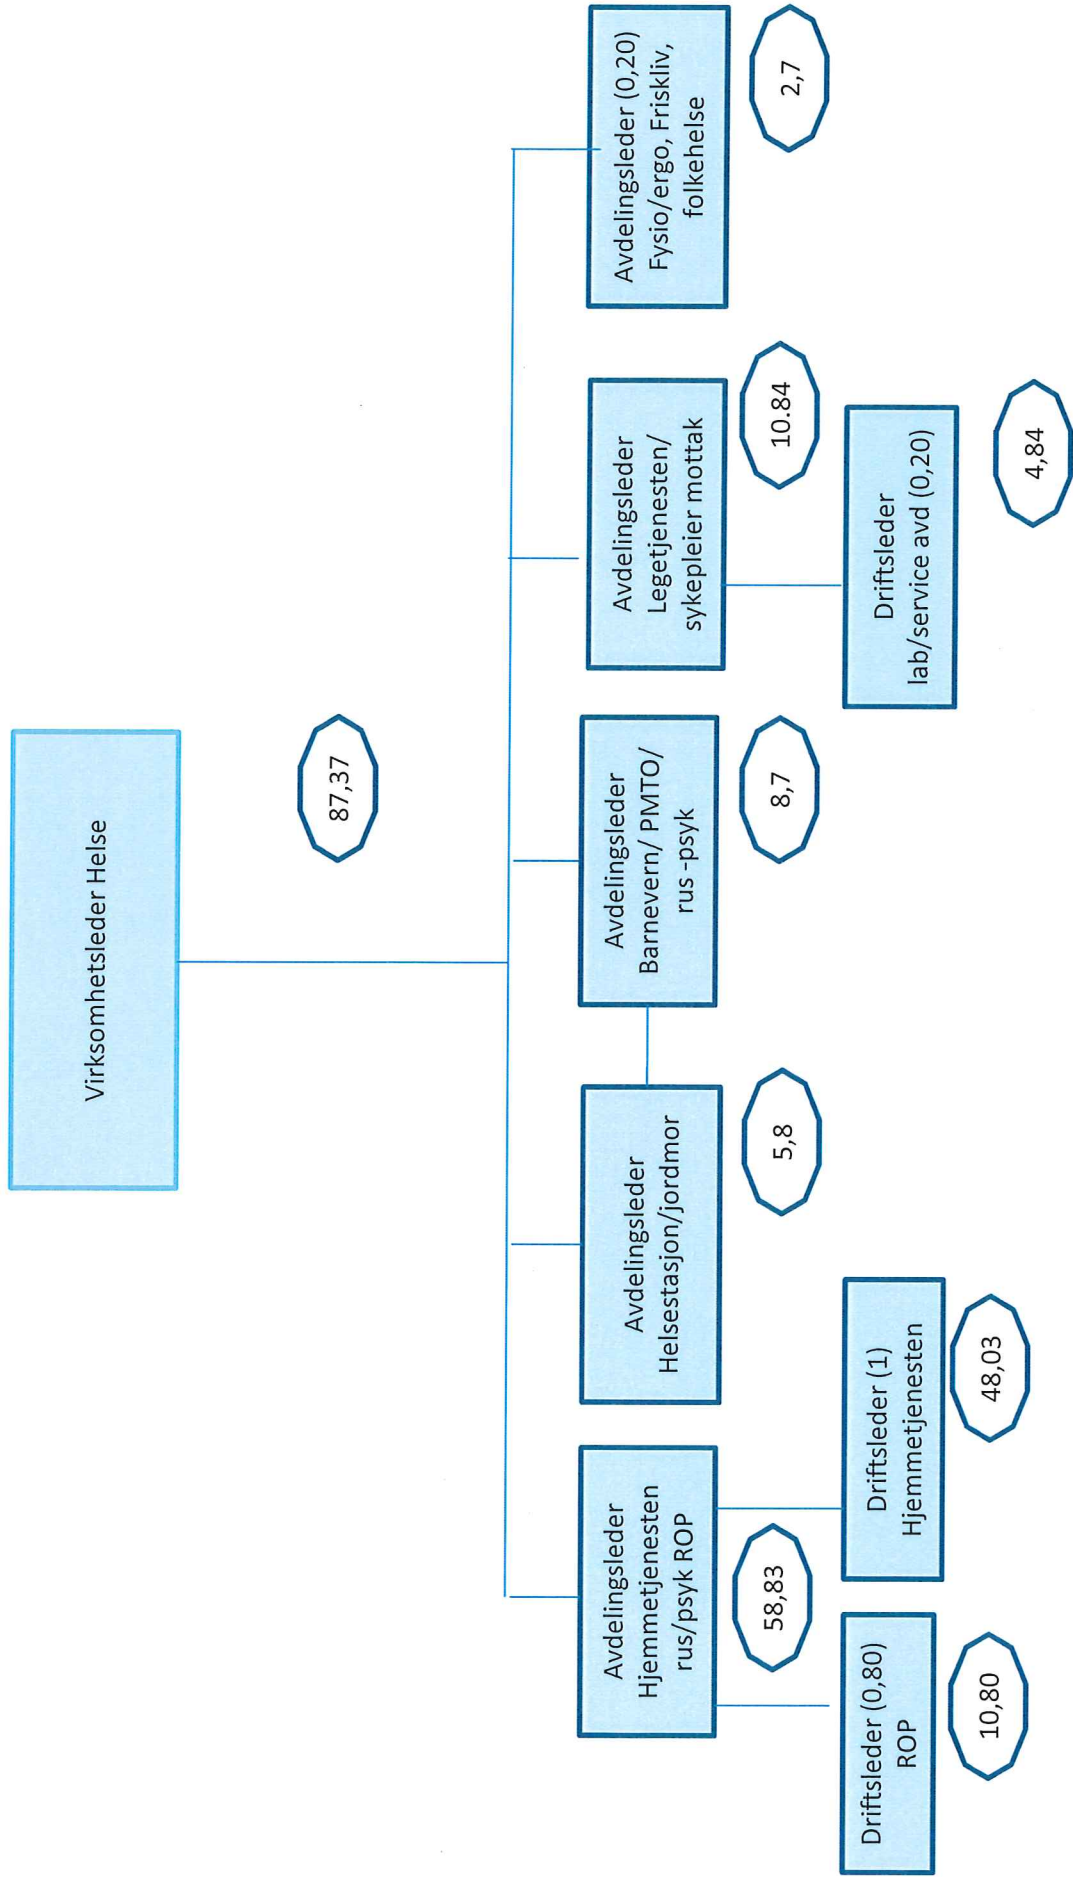 Virksomhetsleder Helse
87,37
Avdelingsleder
Hjemmetjenesten
rus/psyk ROP
58,83
Avdelingsleder
Helsestasjon/jordmor
5,8
Avdelingsleder
Barnevern/ PMTO/
rus -psyk
8,7
Avdelingsleder
Legetjenesten/
sykepleier mottak
10.84
Avdelingsleder (0,20)
Fysio/ergo, Friskliv,
folkehelse
2,7
Driftsleder (0,80)
ROP
10,80
Driftsleder (1)
Hjemmetjenesten
48,03
Driftsleder
lab/service avd (0,20)
4,84